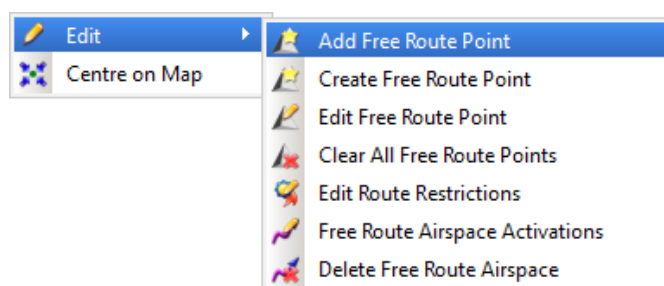 Edit
Centre on Map
Add Free Route Point
Create Free Route Point
Edit Free Route Point
Clear All Free Route Points
Edit Route Restrictions
Free Route Airspace Activations
Delete Free Route Airspace